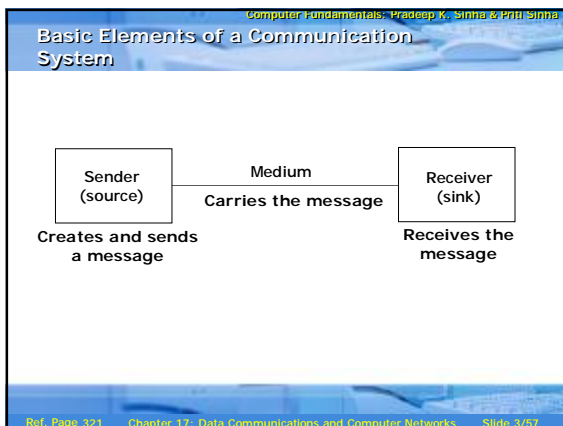 Computer Fundamentals: Pradeep K. Sinha & Priti Sinha
Basic Elements of a Communication
System
Sender
(source)
Medium
Carries the message
Receiver
(sink)
Creates and sends
a message
Receives the
message
Ref. Page 321 Chapter 17: Data Communications and Computer Networks Slide 3/57